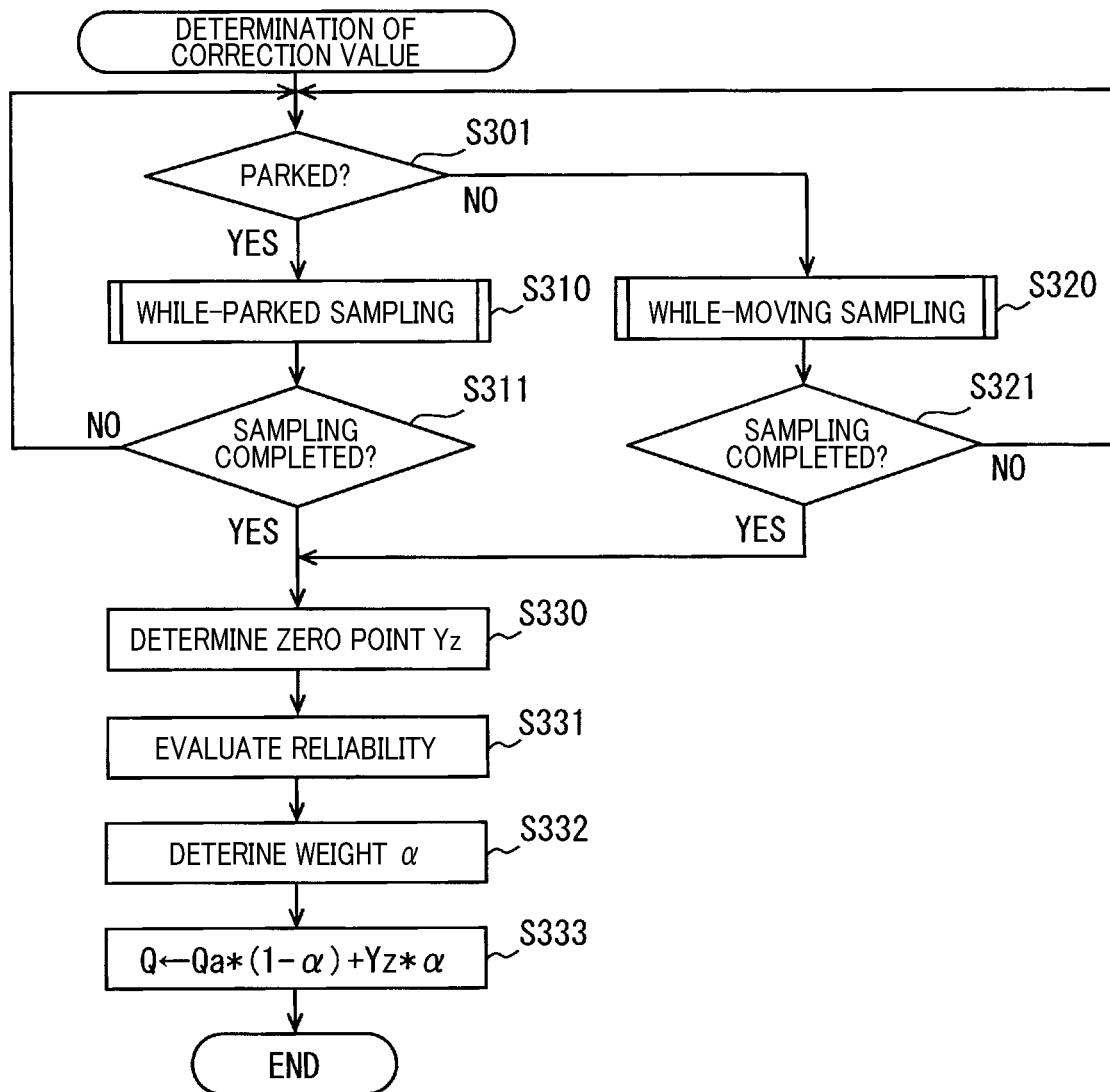 DETERMINATION OF
CORRECTION VALUE
S301
PARKED?
NO
YES
WHILE-PARKED SAMPLING
S310
WHILE-MOVING SAMPLING
S320
S311
S321
NO
SAMPLING
COMPLETED?
SAMPLING
COMPLETED?
NO
YES
YES
DETERMINE ZERO POINT Yz
S330
EVALUATE RELIABILITY
S331
DETERINE WEIGHT α
S332
Q←Qa*(1-α)+Yz*α
S333
END